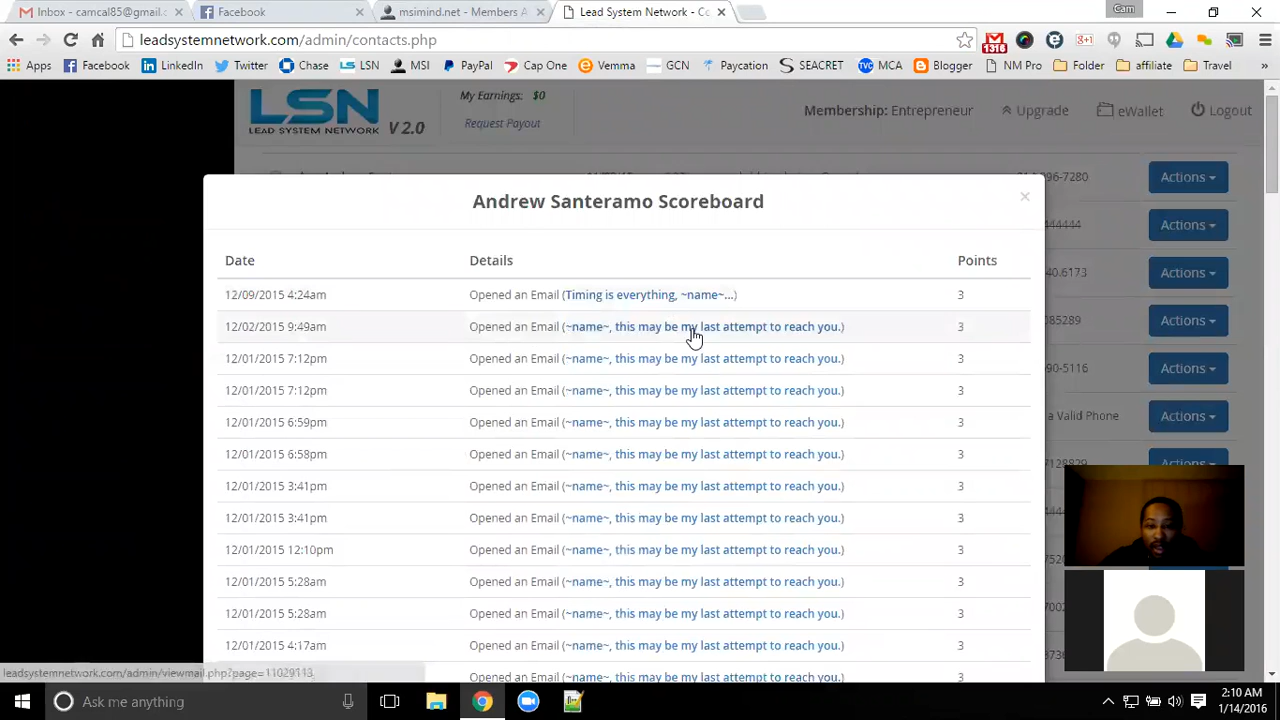 Inbox - camcal85@gmail.c
Facebook
msimind.net - Members A
Lead System Network - Co
Cam
leadsystemnetwork.com/admin/contacts.php
1316
Apps Facebook LinkedIn Twitter Chase LSN MSI PayPal Cap One Vemma GCN Paycation SEACRET MCA Blogger NM Pro Folder affiliate Travel »
LSN
LEAD SYSTEM NETWORK
V 2.0
My Earnings: $0
Request Payout
Membership: Entrepreneur
Upgrade
eWallet
Logout
Actions
Actions
Actions
Actions
Actions
a Valid Phone Actions
Actions
Andrew Santeramo Scoreboard
×
Date Details Points
12/09/2015 4:24am Opened an Email (Timing is everything, ~name~...) 3
12/02/2015 9:49am Opened an Email (~name~, this may be my last attempt to reach you.) 3
12/01/2015 7:12pm Opened an Email (~name~, this may be my last attempt to reach you.) 3
12/01/2015 7:12pm Opened an Email (~name~, this may be my last attempt to reach you.) 3
12/01/2015 6:59pm Opened an Email (~name~, this may be my last attempt to reach you.) 3
12/01/2015 6:58pm Opened an Email (~name~, this may be my last attempt to reach you.) 3
12/01/2015 3:41pm Opened an Email (~name~, this may be my last attempt to reach you.) 3
12/01/2015 3:41pm Opened an Email (~name~, this may be my last attempt to reach you.) 3
12/01/2015 12:10pm Opened an Email (~name~, this may be my last attempt to reach you.) 3
12/01/2015 5:28am Opened an Email (~name~, this may be my last attempt to reach you.) 3
12/01/2015 5:28am Opened an Email (~name~, this may be my last attempt to reach you.) 3
12/01/2015 4:17am Opened an Email (~name~, this may be my last attempt to reach you.) 3
Opened an Email (~name~, this may be my last attempt to reach you.) 3
leadsystemnetwork.com/admin/viewmail.php?page=11029113
Ask me anything
2:10 AM
1/14/2016